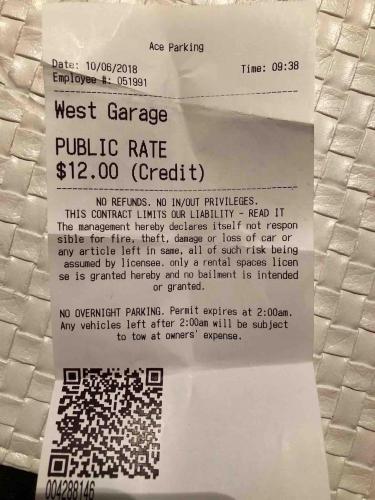 Ace Parking
Date: 10/06/2018 Time: 09:38
Employee #: 051991
West Garage
PUBLIC RATE
$12.00 (Credit)
NO REFUNDS. NO IN/OUT PRIVILEGES.
THIS CONTRACT LIMITS OUR LIABILITY - READ IT
The management hereby declares itself not respon
sible for fire, theft, damage or loss of car or
any article left in same, all of such risk being
assumed by licensee. only a rental spaces licen
se is granted hereby and no bailment is intended
or granted.
NO OVERNIGHT PARKING. Permit expires at 2:00am.
Any vehicles left after 2:00am will be subject
to tow at owners' expense.
004288146